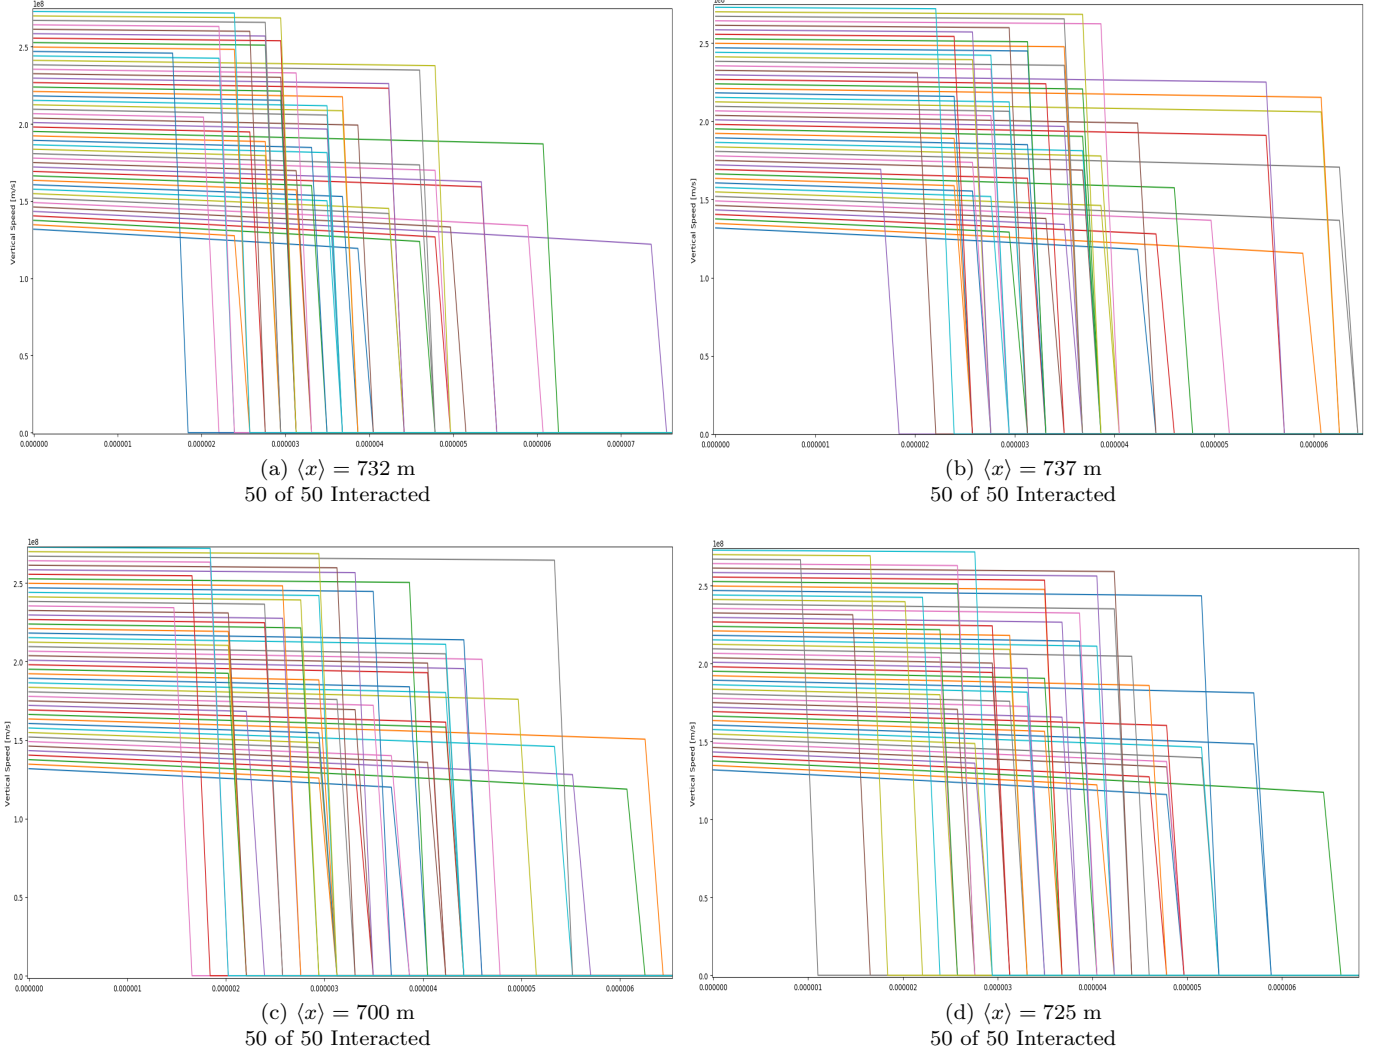 1e8
1e8
2.5
2.5
2.0
2.0
1.5
1.5
Vertical Speed [m/s]
Vertical Speed [m/s]
1.0
1.0
0.5
0.5
0.0
0.0
0.000000 0.000001 0.000002 0.000003 0.000004 0.000005 0.000006 0.000007
0.000000 0.000001 0.000002 0.000003 0.000004 0.000005 0.000006
(a) ⟨x⟩ = 732 m
50 of 50 Interacted
(b) ⟨x⟩ = 737 m
50 of 50 Interacted
1e8
1e8
2.5
2.5
2.0
2.0
1.5
1.5
Vertical Speed [m/s]
Vertical Speed [m/s]
1.0
1.0
0.5
0.5
0.0
0.0
0.000000 0.000001 0.000002 0.000003 0.000004 0.000005 0.000006
0.000000 0.000001 0.000002 0.000003 0.000004 0.000005 0.000006
(c) ⟨x⟩ = 700 m
50 of 50 Interacted
(d) ⟨x⟩ = 725 m
50 of 50 Interacted